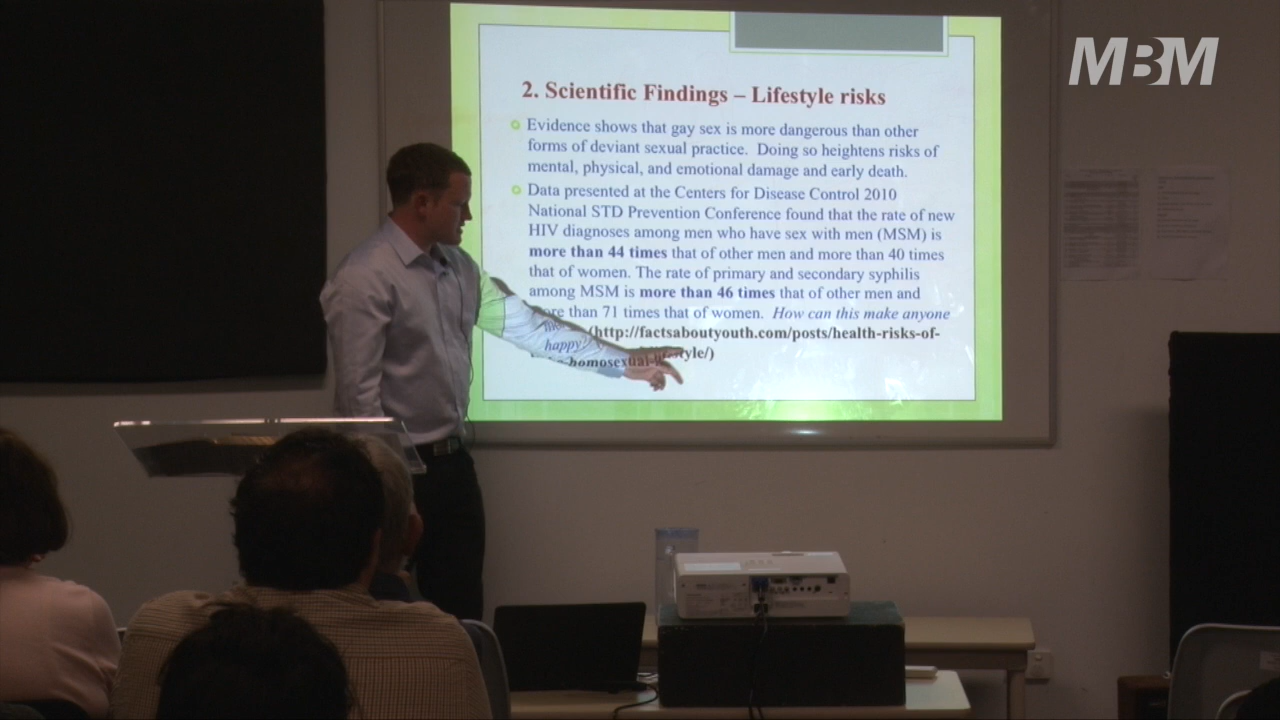 MBM
2. Scientific Findings – Lifestyle risks
Evidence shows that gay sex is more dangerous than other
forms of deviant sexual practice. Doing so heightens risks of
mental, physical, and emotional damage and early death.
Data presented at the Centers for Disease Control 2010
National STD Prevention Conference found that the rate of new
HIV diagnoses among men who have sex with men (MSM) is
more than 44 times that of other men and more than 40 times
that of women. The rate of primary and secondary syphilis
among MSM is more than 46 times that of other men and
more than 71 times that of women. How can this make anyone
happy (http://factsaboutyouth.com/posts/health-risks-of-
homosexual-lifestyle/)